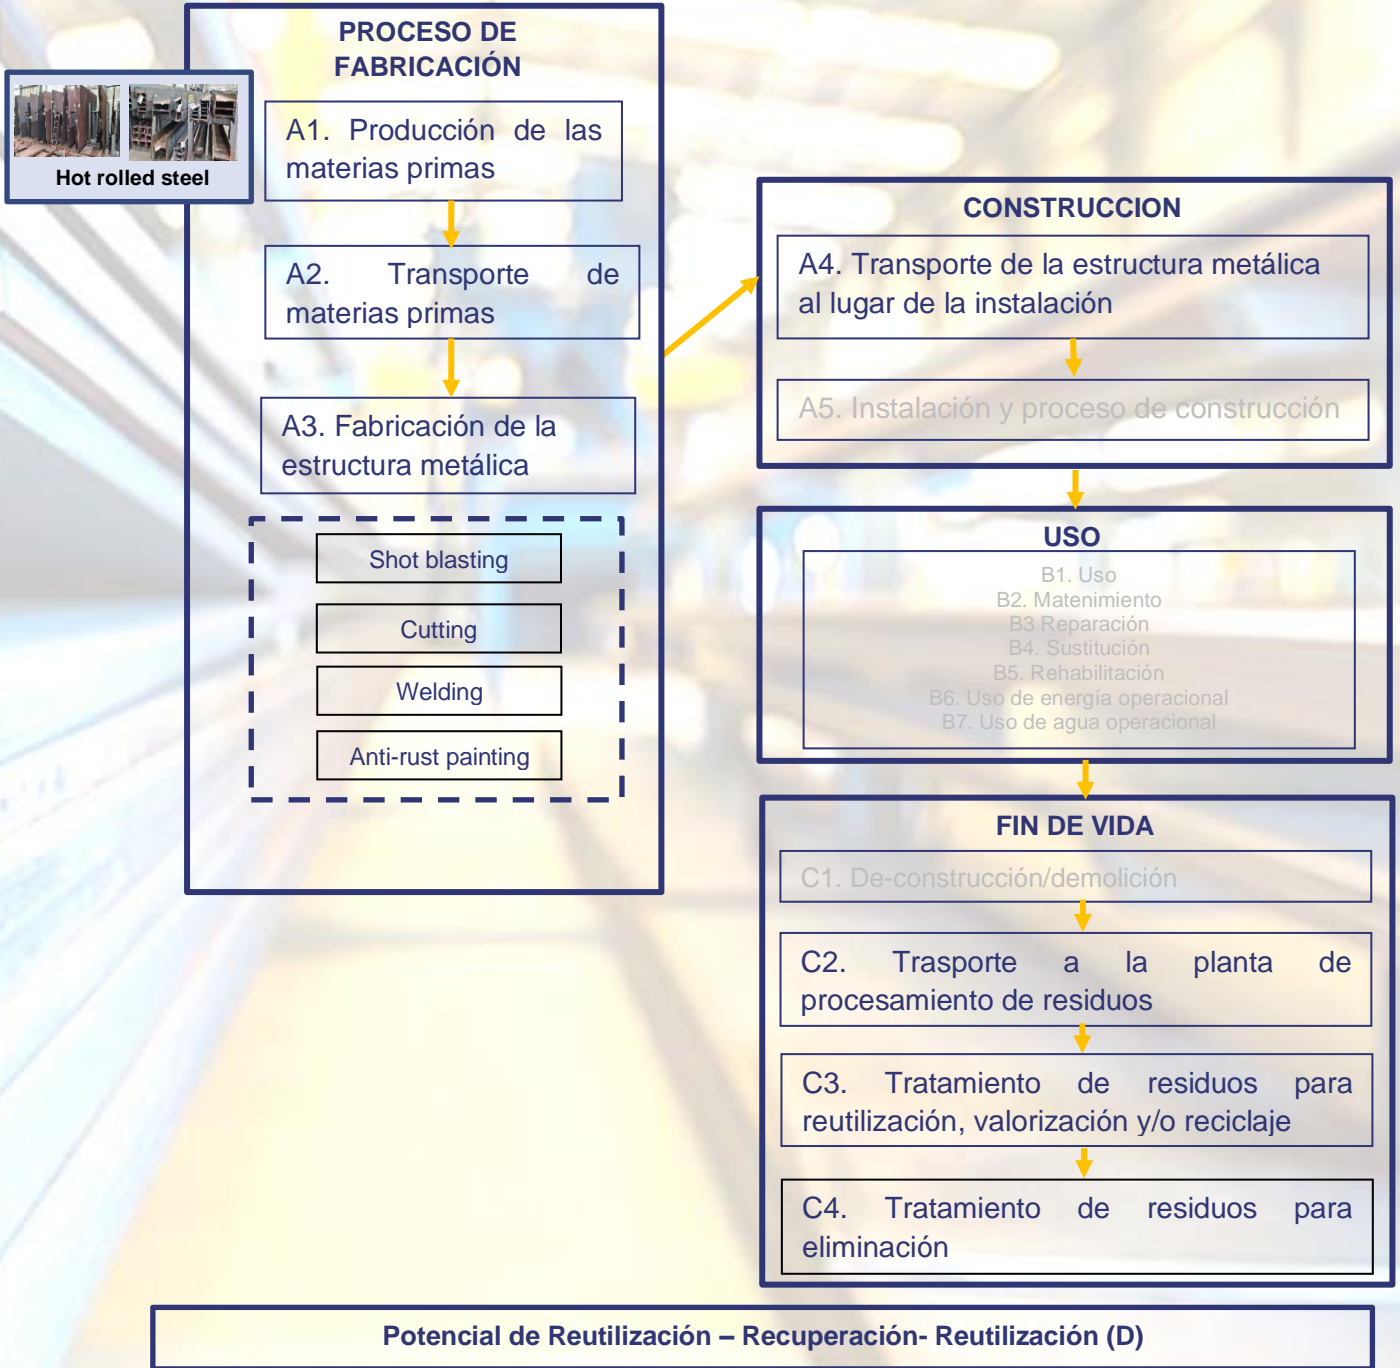 PROCESO DE
FABRICACIÓN
Hot rolled steel
A1. Producción de las
materias primas
A2. Transporte de
materias primas
A3. Fabricación de la
estructura metálica
Shot blasting
Cutting
Welding
Anti-rust painting
CONSTRUCCION
A4. Transporte de la estructura metálica
al lugar de la instalación
A5. Instalación y proceso de construcción
USO
B1. Uso
B2. Matenimiento
B3 Reparación
B4. Sustitución
B5. Rehabilitación
B6. Uso de energía operacional
B7. Uso de agua operacional
FIN DE VIDA
C1. De-construcción/demolición
C2. Trasporte a la planta de
procesamiento de residuos
C3. Tratamiento de residuos para
reutilización, valorización y/o reciclaje
C4. Tratamiento de residuos para
eliminación
Potencial de Reutilización – Recuperación- Reutilización (D)